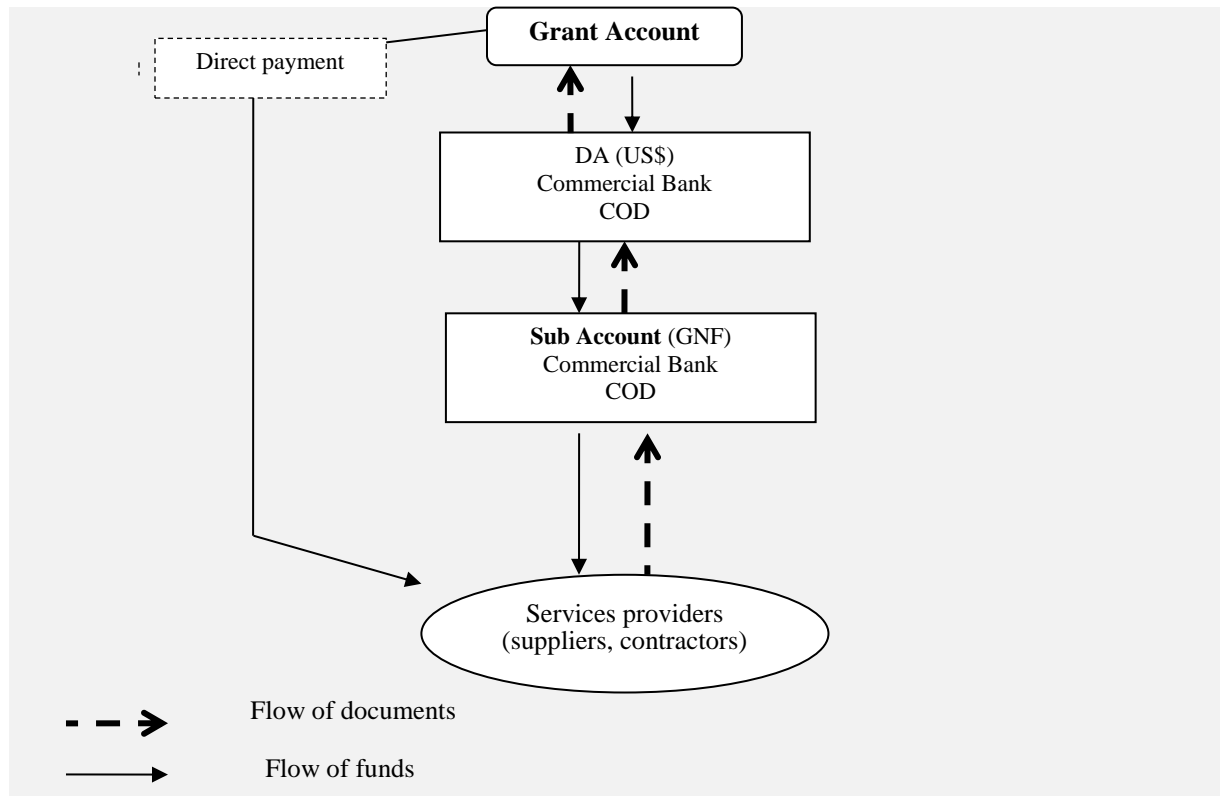 Grant Account
Direct payment
DA (US$)
Commercial Bank
COD
Sub Account (GNF)
Commercial Bank
COD
Services providers
(suppliers, contractors)
Flow of documents
Flow of funds